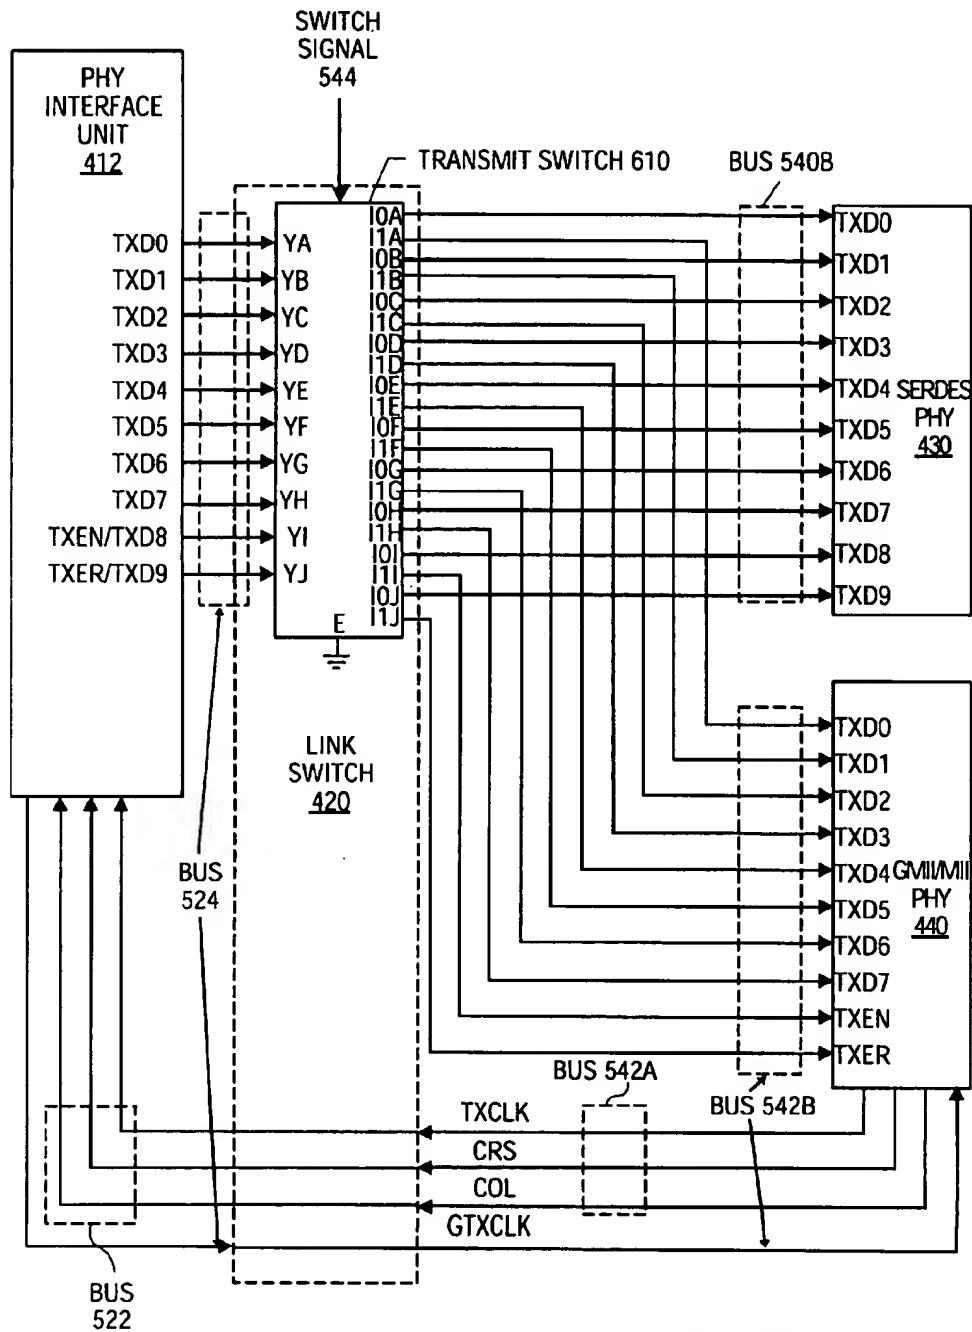 SWITCH
SIGNAL
544
PHY
INTERFACE
UNIT
412
TRANSMIT SWITCH 610
BUS 540B
TXD0
TXD1
TXD2
TXD3
TXD4
TXD5
TXD6
TXD7
TXEN/TXD8
TXER/TXD9
YA
YB
YC
YD
YE
YF
YG
YH
YI
YJ
I0A
I1A
I0B
I1B
I0C
I1C
I0D
I1D
I0E
I1E
I0F
I1F
I0G
I1G
I0H
I1H
I0I
I1I
I0J
I1J
E
TXD0
TXD1
TXD2
TXD3
TXD4
TXD5
TXD6
TXD7
TXD8
TXD9
SERDES
PHY
430
LINK
SWITCH
420
TXD0
TXD1
TXD2
TXD3
TXD4
TXD5
TXD6
TXD7
TXEN
TXER
GMII/MII
PHY
440
BUS
524
BUS 542A
BUS 542B
TXCLK
CRS
COL
GTXCLK
BUS
522